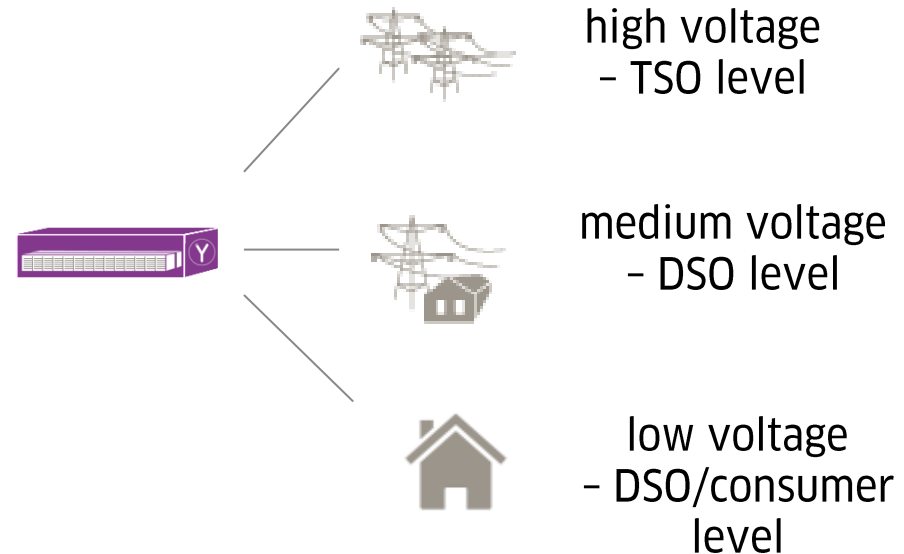 high voltage
– TSO level
Y
medium voltage
– DSO level
low voltage
– DSO/consumer
level